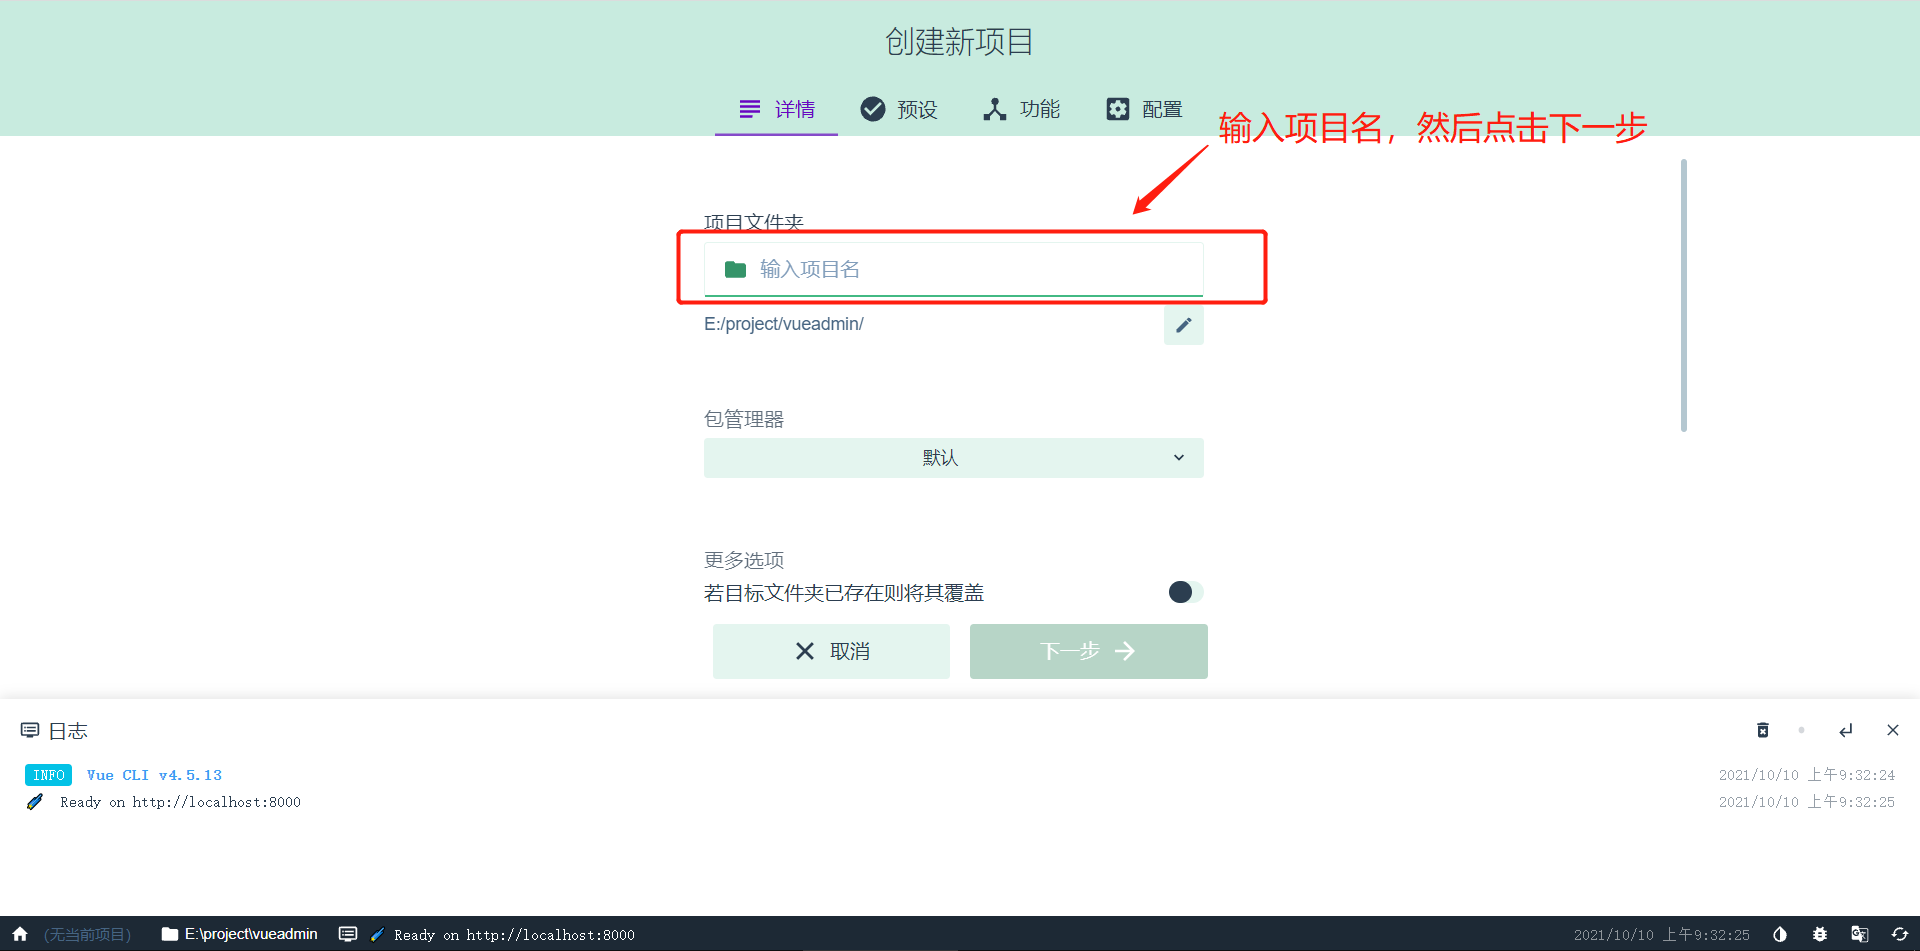 创建新项目
详情 预设 功能 配置
输入项目名，然后点击下一步
项目文件夹
输入项目名
E:/project/vueadmin/
包管理器
默认
更多选项
若目标文件夹已存在则将其覆盖
取消 下一步
日志
INFO Vue CLI v4.5.13 2021/10/10 上午9:32:24
Ready on http://localhost:8000 2021/10/10 上午9:32:25
(无当前项目) E:\project\vueadmin Ready on http://localhost:8000 2021/10/10 上午9:32:25